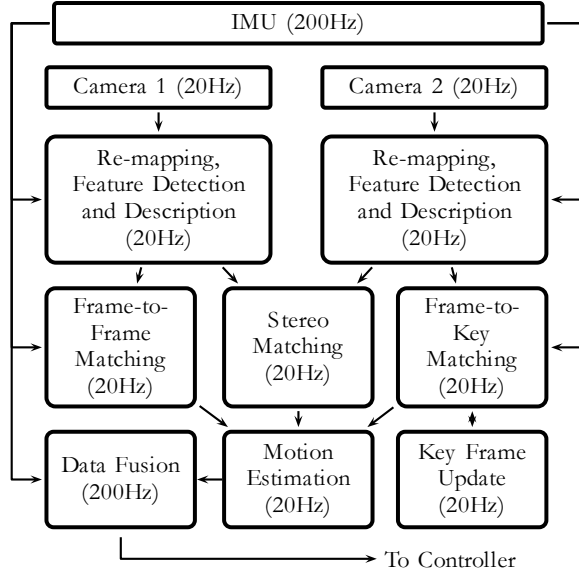 IMU (200Hz)
Camera 1 (20Hz)
Camera 2 (20Hz)
Re-mapping,
Feature Detection
and Description
(20Hz)
Re-mapping,
Feature Detection
and Description
(20Hz)
Frame-to-
Frame
Matching
(20Hz)
Stereo
Matching
(20Hz)
Frame-to-
Key
Matching
(20Hz)
Data Fusion
(200Hz)
Motion
Estimation
(20Hz)
Key Frame
Update
(20Hz)
To Controller